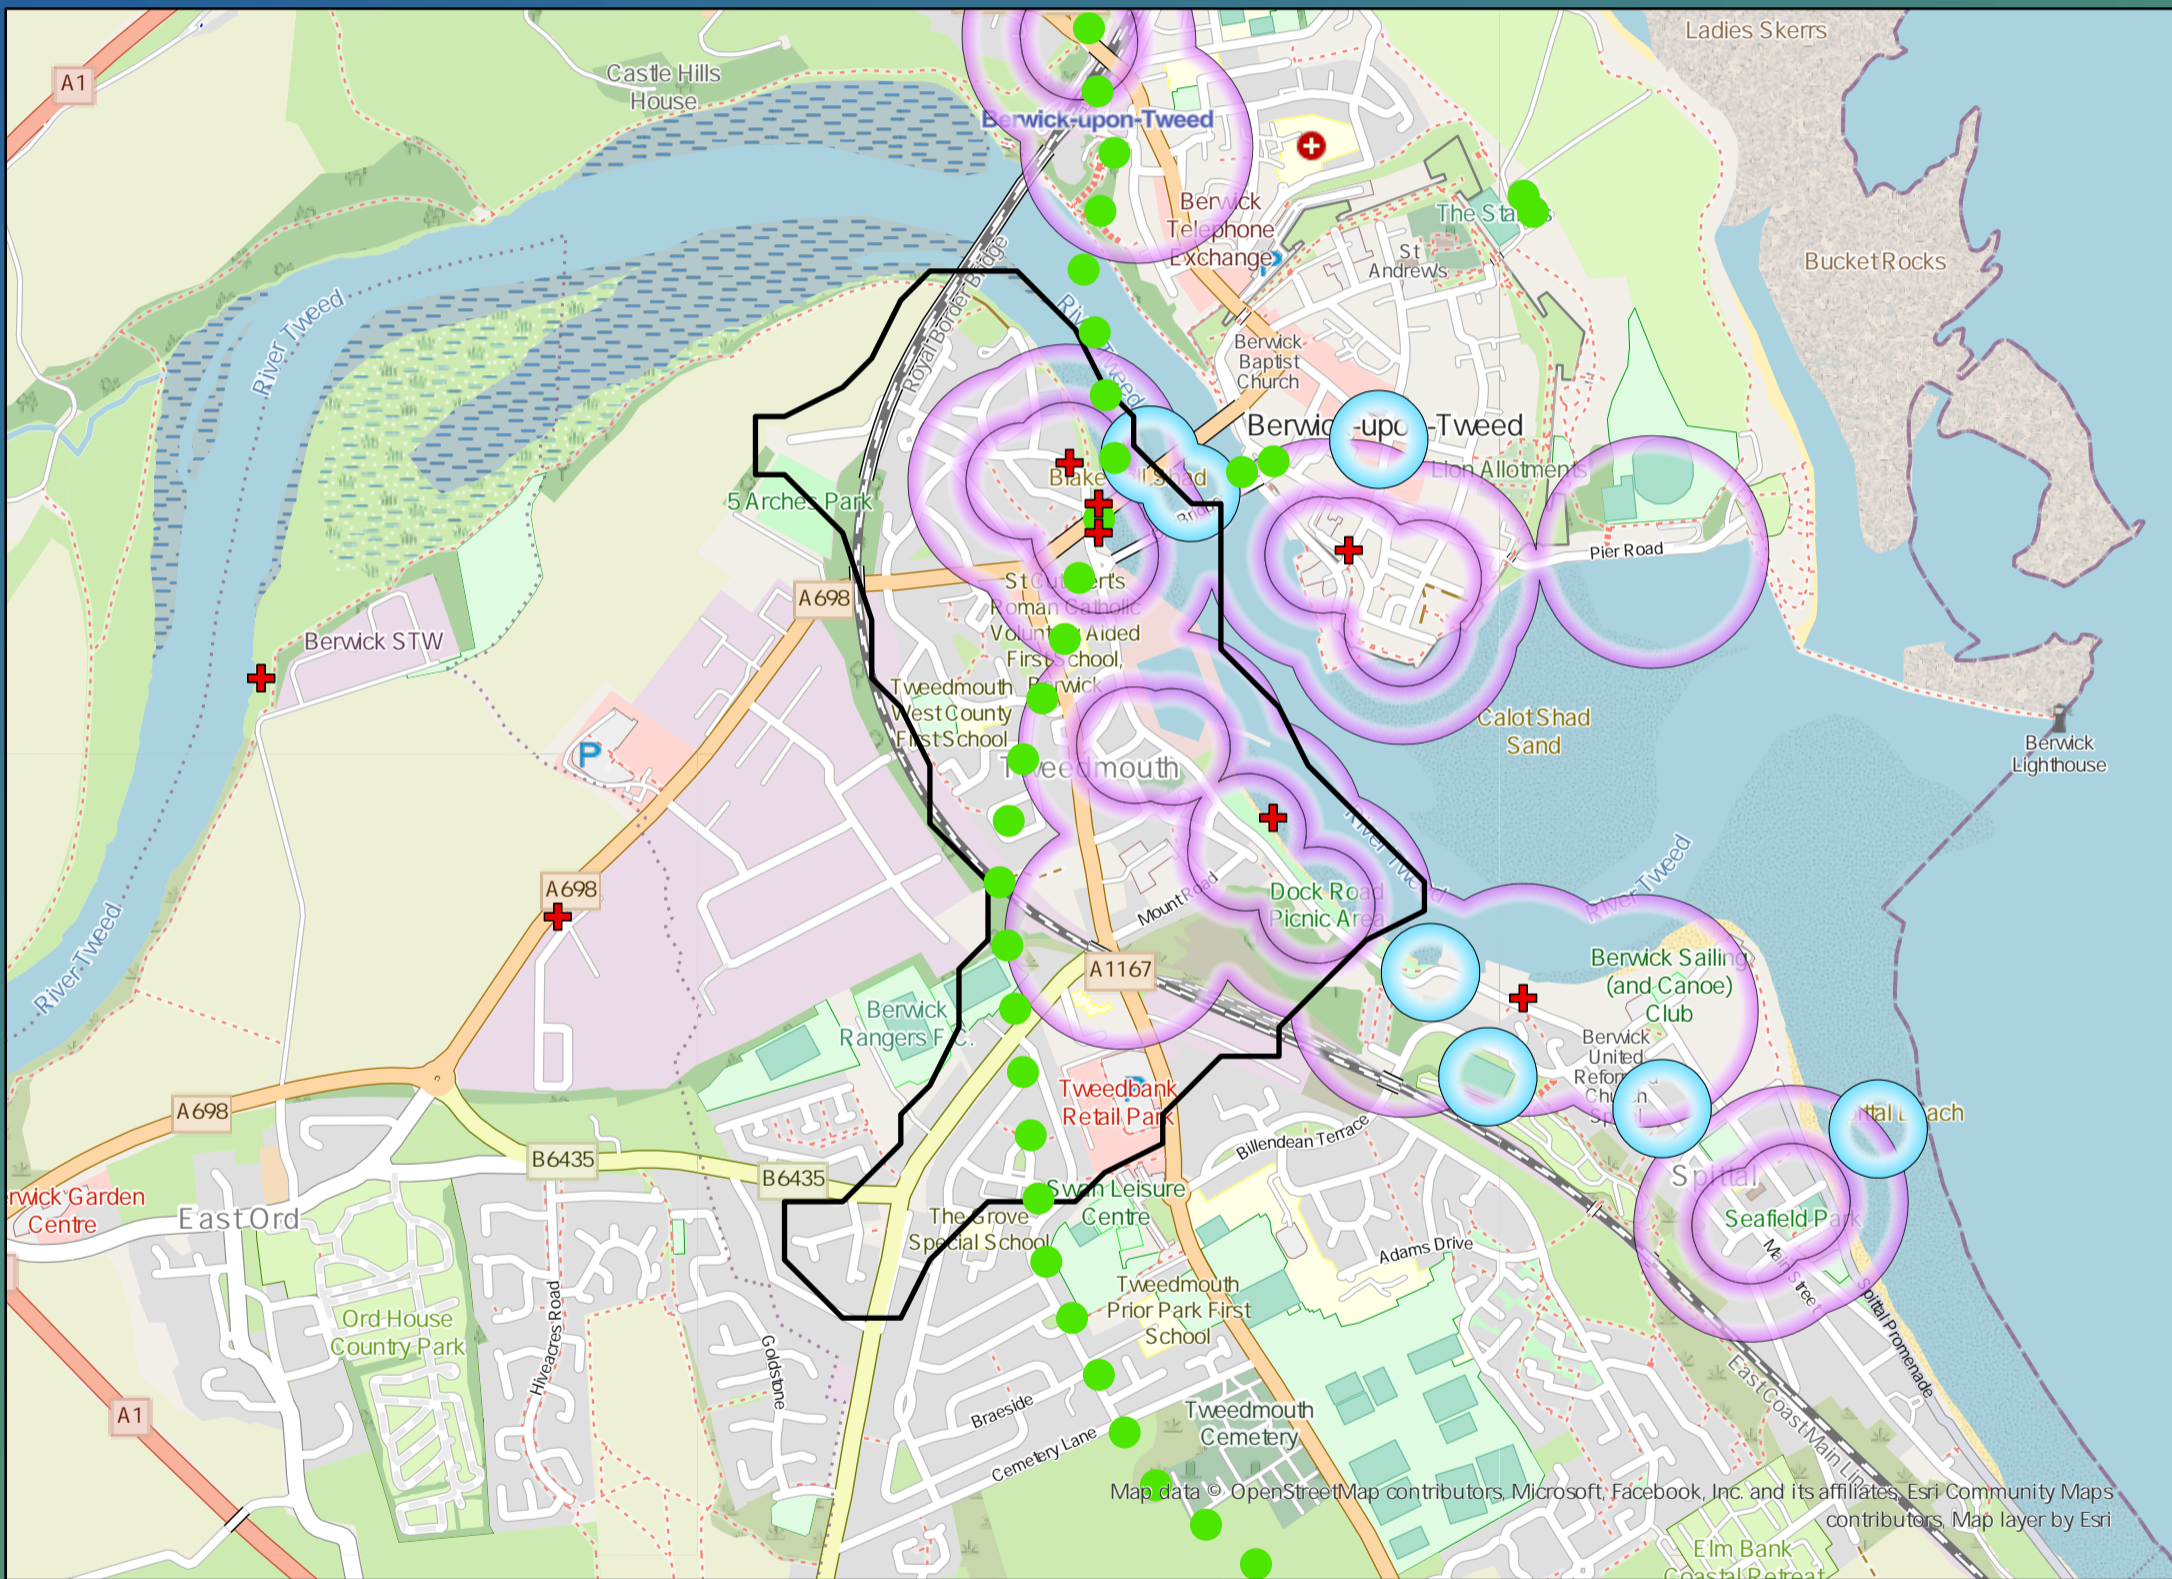 Ladies Skerrs
A1
Castle Hills
House
Berwick-upon-Tweed
Berwick
Telephone
Exchange
P
The Sta
St
Andrew's
Bucket Rocks
River Tweed
Royal Border Bridge
Berwick
Baptist
Church
Lion Allotments
5 Arches Park
Pier Road
A698
Berwick STW
St Cuthbert's
Roman Catholic
Voluntary Aided
First School,
Berwick
Tweedmouth
West County
First School
Tweedmouth
Calot Shad
Sand
Berwick
Lighthouse
P
A698
River Tweed
River Tweed
River Tweed
Mount Road
Dock Road
Picnic Area
A1167
Berwick Sailing
(and Canoe)
Club
Berwick
Rangers F.C.
Berwick
United
Church
Tweedbank
Retail Park
A698
Billendean Terrace
B6435
B6435
Spittal
Swan Leisure
Centre
Seafield Park
The Grove
Special School
Garden
Centre
East Ord
Adams Drive
Main Street
Spittal Promenade
Tweedmouth
Prior Park First
School
Ord House
Country Park
Hiveacres Road
Goldstone
East Coast Main Line
A1
Braeside
Cemetery Lane
Tweedmouth
Cemetery
Map data © OpenStreetMap contributors, Microsoft, Facebook, Inc. and its affiliates, Esri Community Maps
contributors, Map layer by Esri
Elm Bank
Coastal Retreat